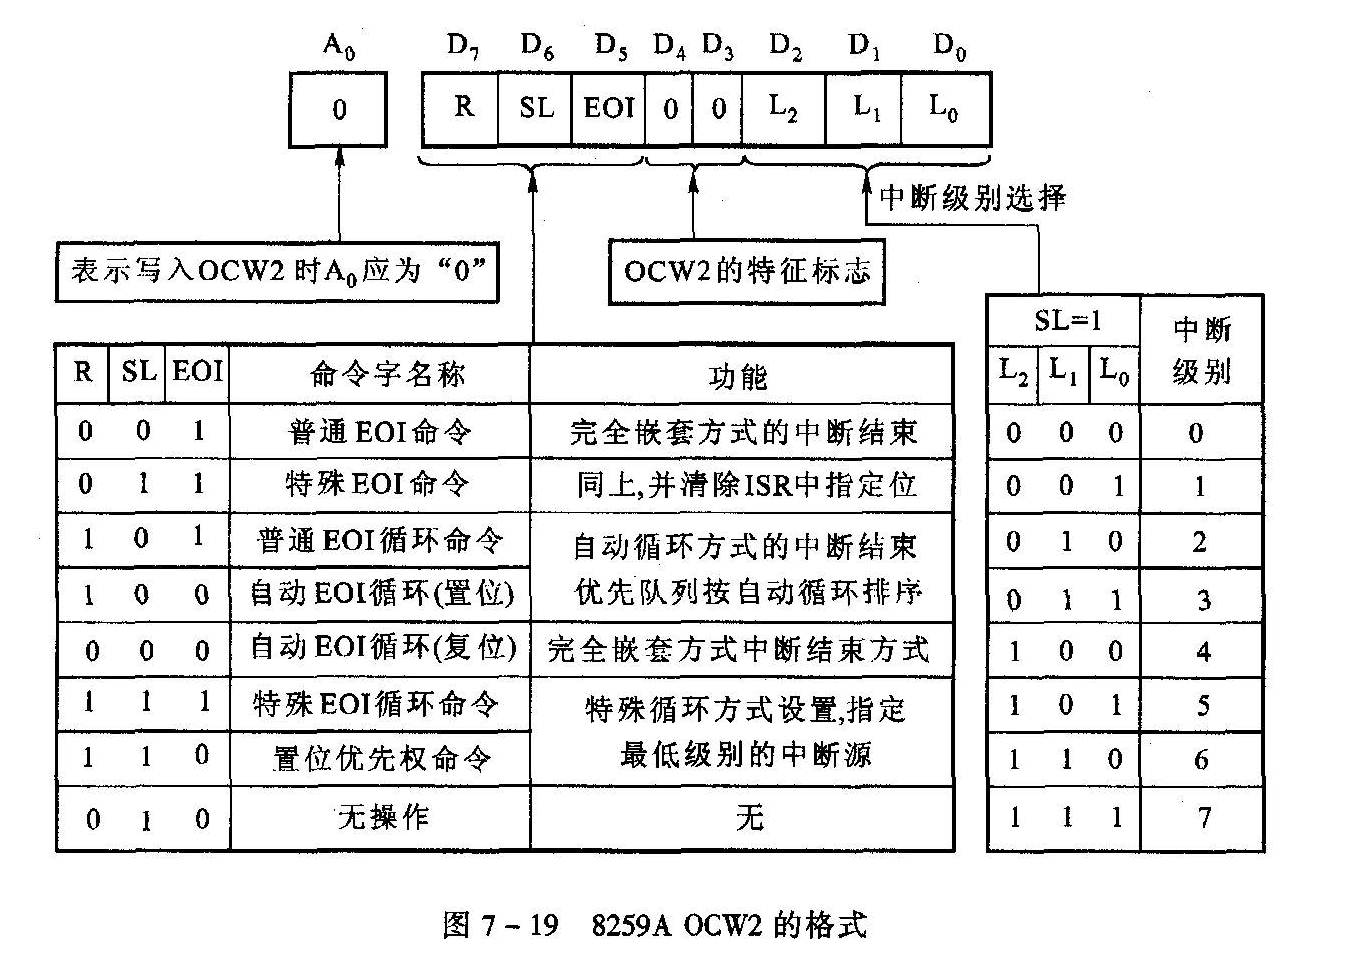 A₀ D₇ D₆ D₅ D₄ D₃ D₂ D₁ D₀
0 R SL EOI 0 0 L₂ L₁ L₀
中断级别选择
表示写入OCW2时A₀应为“0”
OCW2的特征标志
R SL EOI 命令字名称 功能
0 0 1 普通EOI命令 完全嵌套方式的中断结束
0 1 1 特殊EOI命令 同上,并清除ISR中指定位
1 0 1 普通EOI循环命令 自动循环方式的中断结束
1 0 0 自动EOI循环(置位) 优先队列按自动循环排序
0 0 0 自动EOI循环(复位) 完全嵌套方式中断结束方式
1 1 1 特殊EOI循环命令 特殊循环方式设置,指定
1 1 0 置位优先权命令 最低级别的中断源
0 1 0 无操作 无
SL=1 中断
L₂ L₁ L₀ 级别
0 0 0 0
0 0 1 1
0 1 0 2
0 1 1 3
1 0 0 4
1 0 1 5
1 1 0 6
1 1 1 7
图 7-19 8259A OCW2 的格式